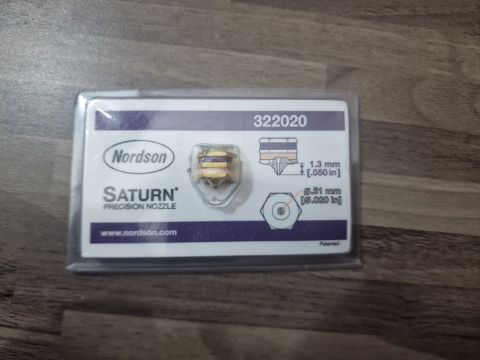 322020
Nordson
SATURN®
PRECISION NOZZLE
1.3 mm
[.050 in]
Ø.51 mm
[Ø.020 in]
www.nordson.com
Patented